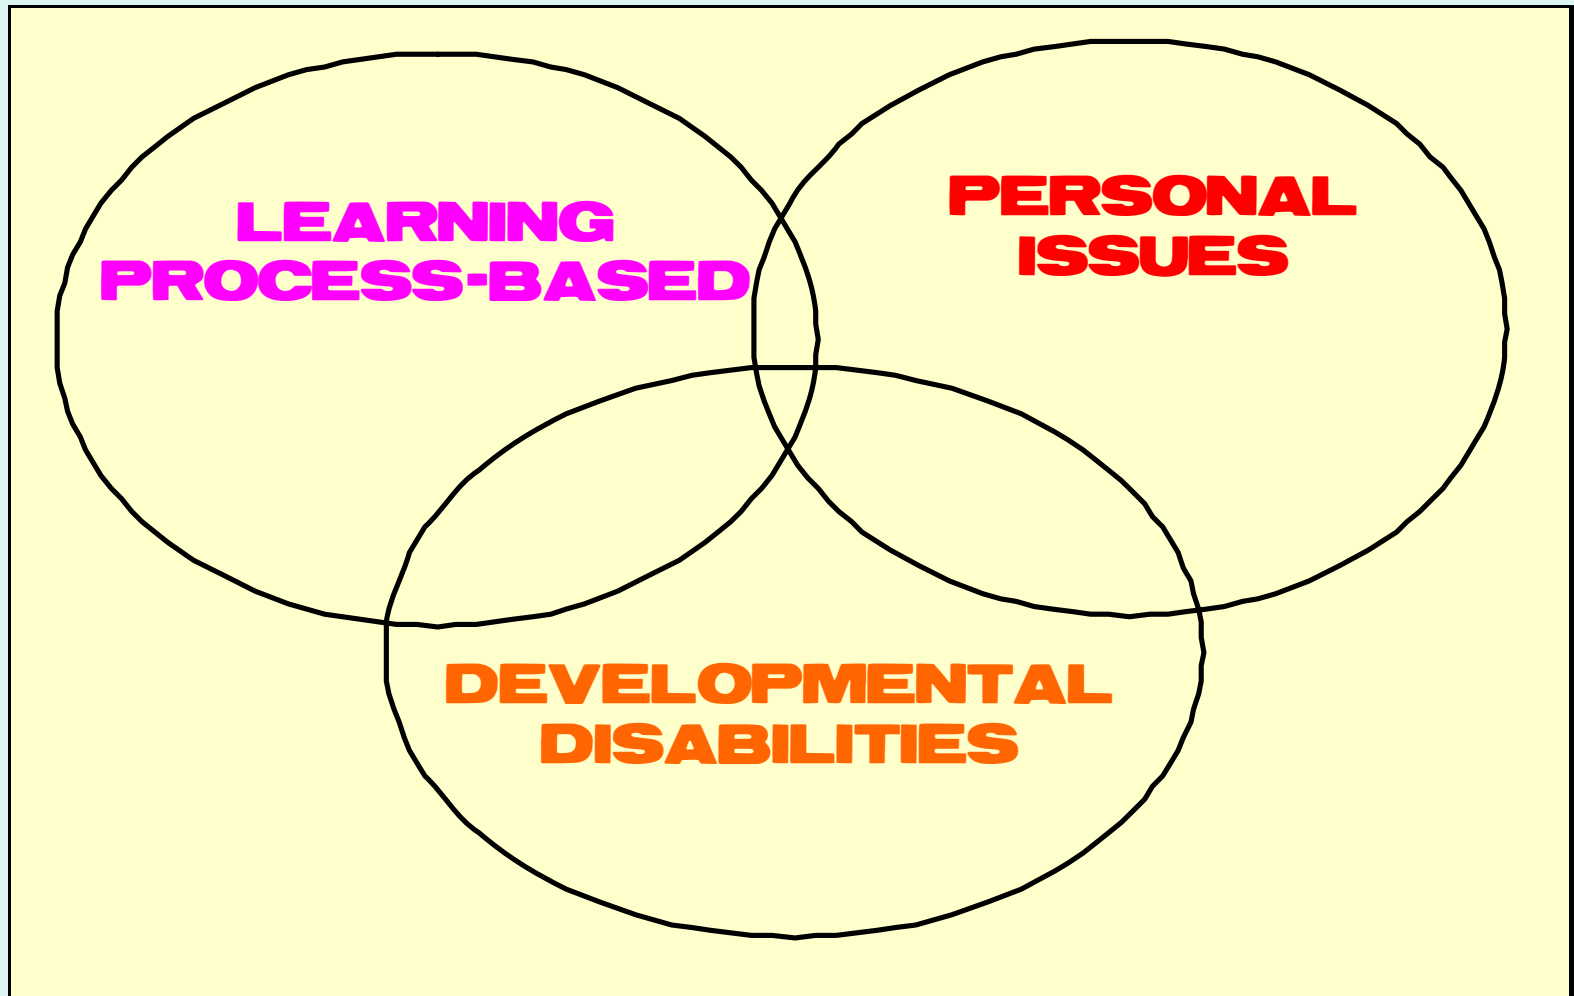 LEARNING
PROCESS-BASED
PERSONAL
ISSUES
DEVELOPMENTAL
DISABILITIES